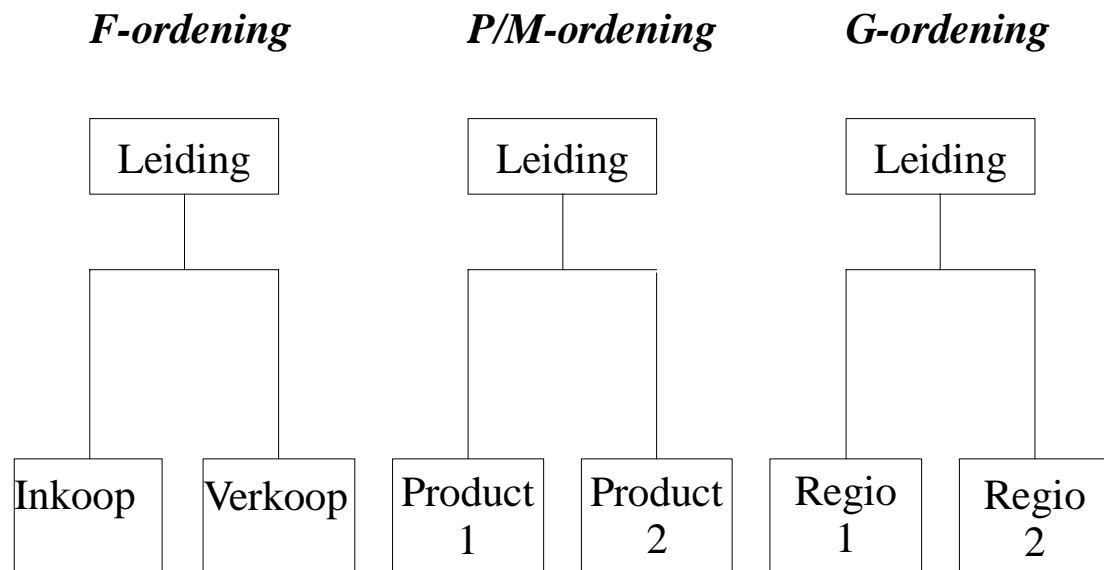 F-ordening
P/M-ordening
G-ordening
Leiding
Leiding
Leiding
Inkoop
Verkoop
Product
1
Product
2
Regio
1
Regio
2